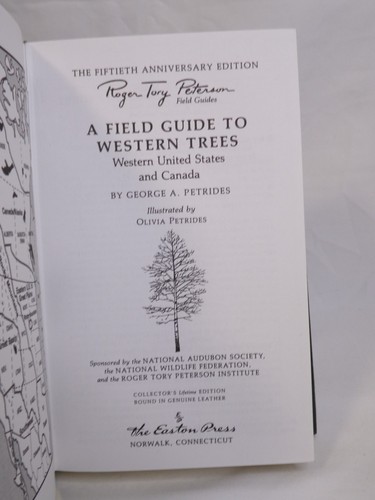 THE FIFTIETH ANNIVERSARY EDITION
Roger Tory Peterson
Field Guides
A FIELD GUIDE TO
WESTERN TREES
Western United States
and Canada
BY GEORGE A. PETRIDES
Illustrated by
OLIVIA PETRIDES
Sponsored by the NATIONAL AUDUBON SOCIETY,
the NATIONAL WILDLIFE FEDERATION,
and the ROGER TORY PETERSON INSTITUTE
COLLECTOR'S Lifetime EDITION
BOUND IN GENUINE LEATHER
The Easton Press
NORWALK, CONNECTICUT